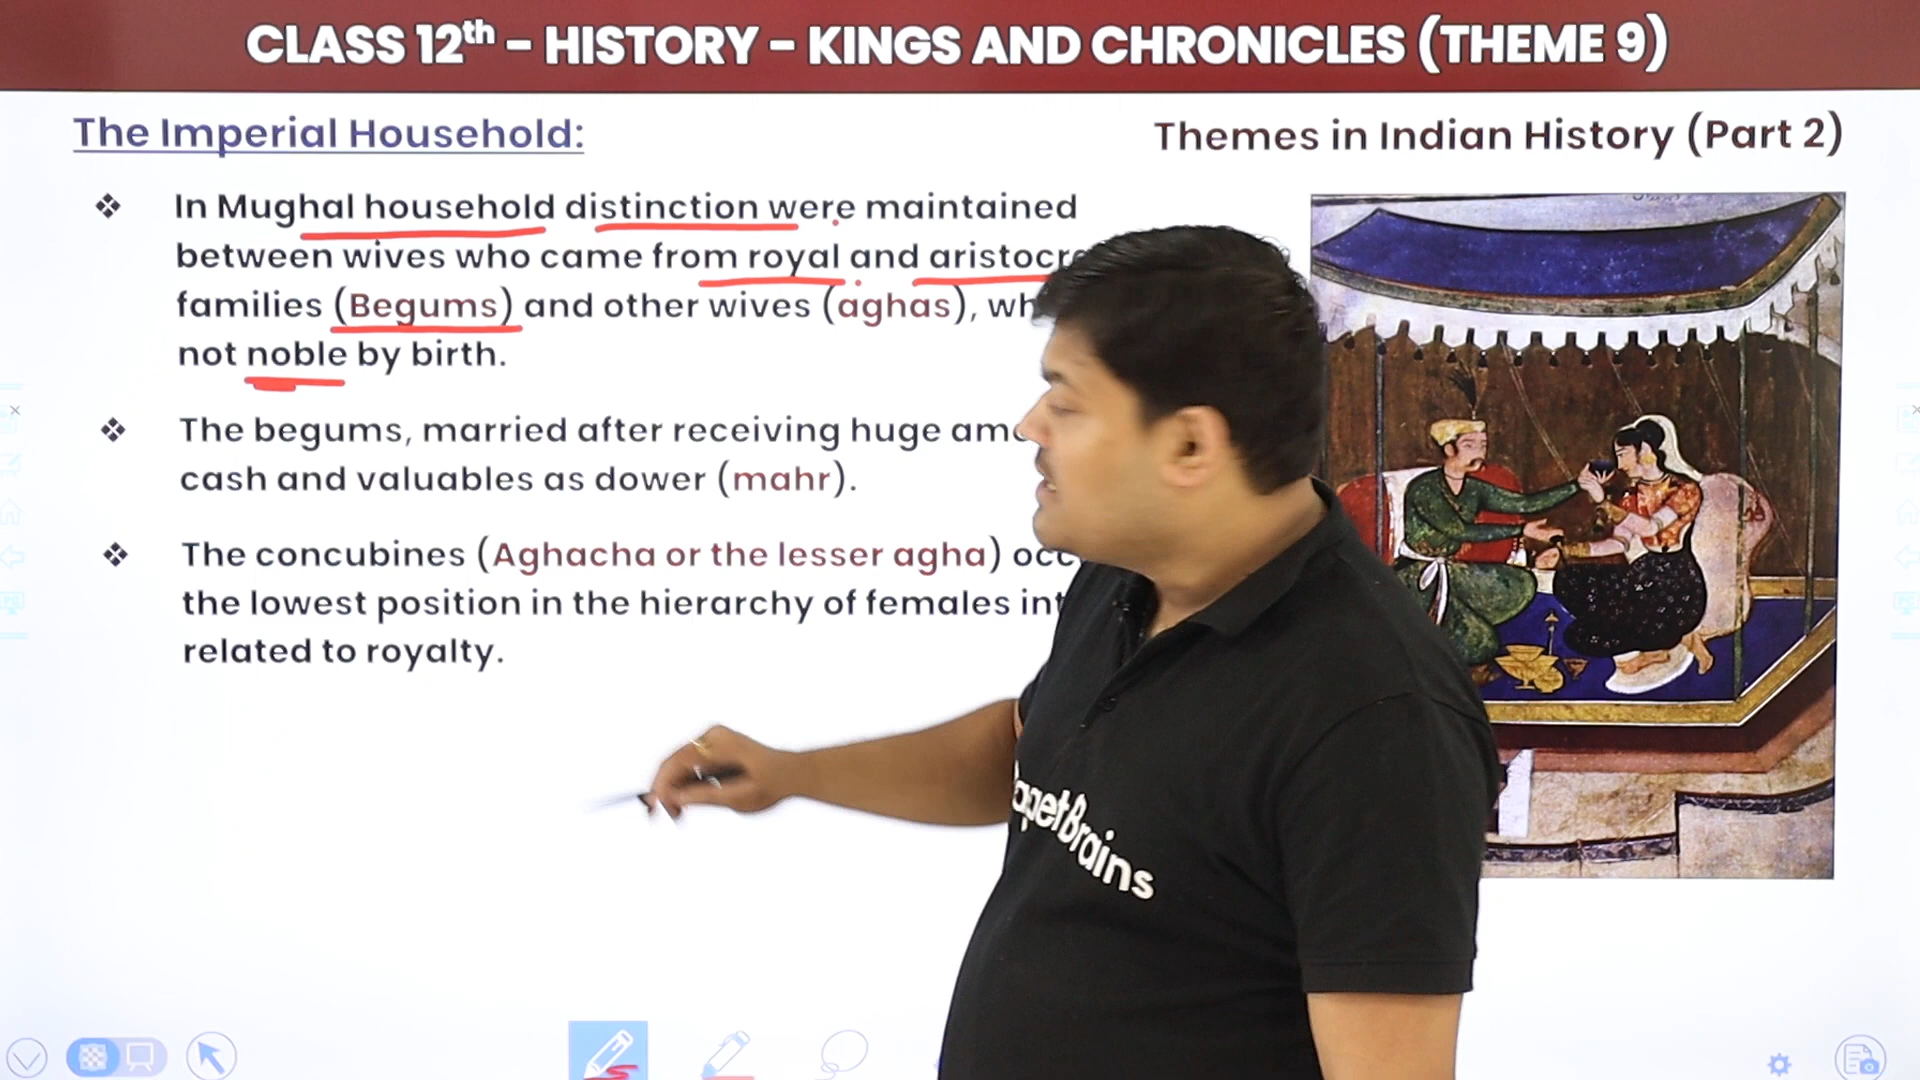 CLASS 12th – HISTORY – KINGS AND CHRONICLES (THEME 9)
The Imperial Household:
Themes in Indian History (Part 2)
❖ In Mughal household distinction were maintained
between wives who came from royal and aristocr
families (Begums) and other wives (aghas), wh
not noble by birth.
❖ The begums, married after receiving huge amo
cash and valuables as dower (mahr).
❖ The concubines (Aghacha or the lesser agha) occ
the lowest position in the hierarchy of females int
related to royalty.
agnetBrains